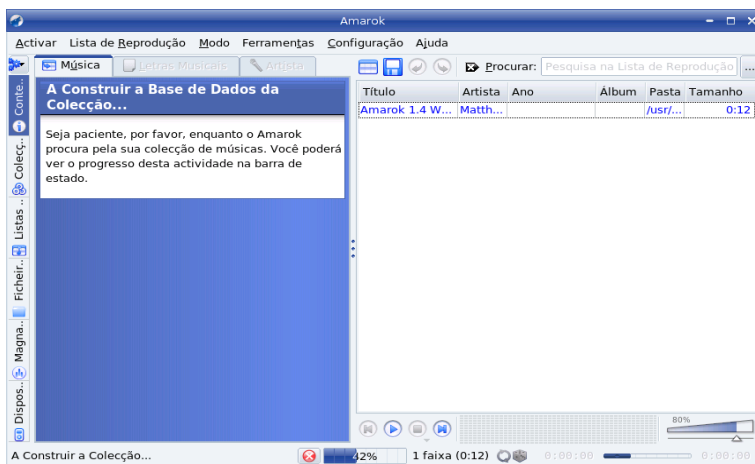 Amarok
Activar Lista de Reprodução Modo Ferramentas Configuração Ajuda
Música Letras Musicais Artista
Procurar: Pesquisa na Lista de Reprodução ...
Conte..
Colecç..
Listas ..
Ficheir..
Magna..
Dispos..
A Construir a Base de Dados da
Colecção...
Seja paciente, por favor, enquanto o Amarok
procura pela sua colecção de músicas. Você poderá
ver o progresso desta actividade na barra de
estado.
Título Artista Ano Álbum Pasta Tamanho
Amarok 1.4 W... Matth... /usr/... 0:12
80%
A Construir a Colecção... 42% 1 faixa (0:12) 0:00:00 0:00:00